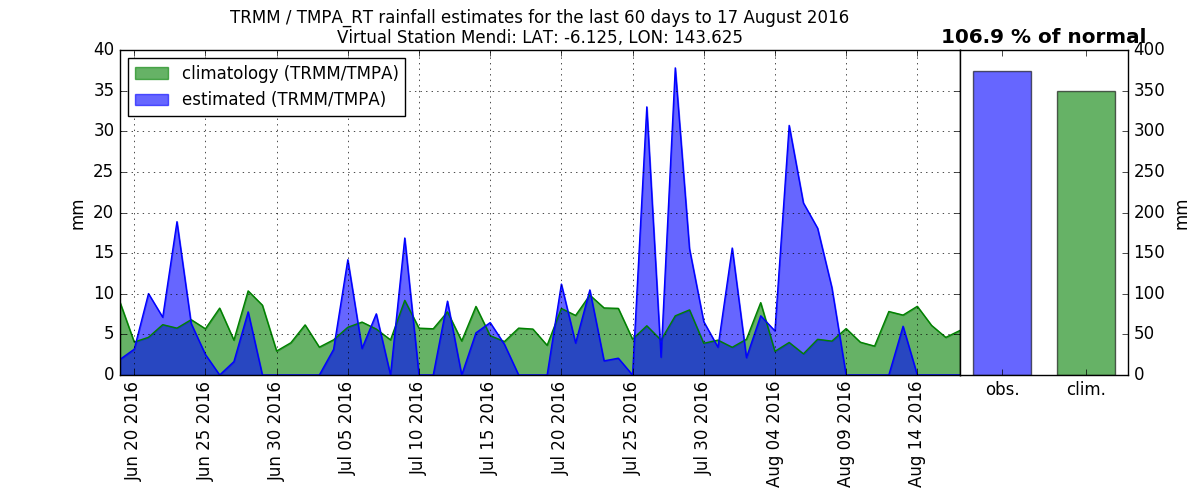 TRMM / TMPA_RT rainfall estimates for the last 60 days to 17 August 2016
Virtual Station Mendi: LAT: -6.125, LON: 143.625
106.9 % of normal
climatology (TRMM/TMPA)
estimated (TRMM/TMPA)
40
35
30
25
20
15
10
5
0
mm
Jun 20 2016
Jun 25 2016
Jun 30 2016
Jul 05 2016
Jul 10 2016
Jul 15 2016
Jul 20 2016
Jul 25 2016
Jul 30 2016
Aug 04 2016
Aug 09 2016
Aug 14 2016
obs.
clim.
400
350
300
250
200
150
100
50
0
mm